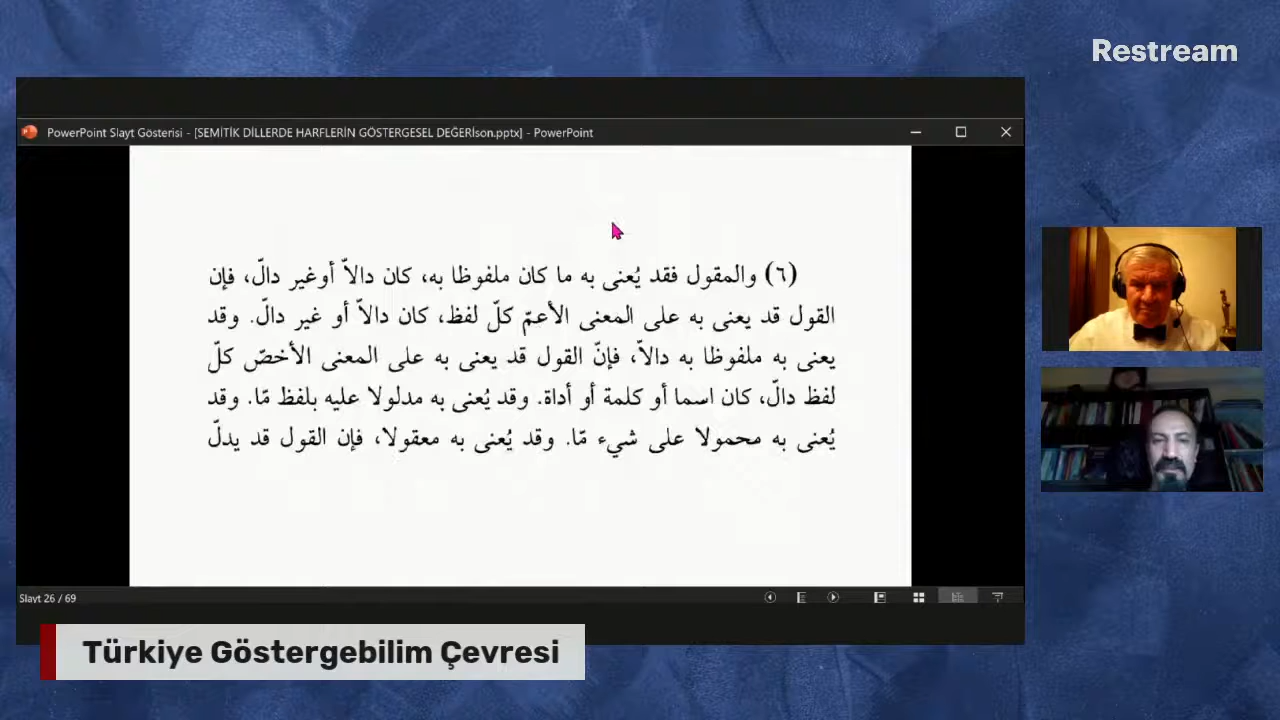 Restream
PowerPoint Slayt Gösterisi - [SEMİTİK DİLLERDE HARFLERİN GÖSTERGESEL DEĞERİson.pptx] - PowerPoint
(٦) والمقول فقد يُعنى به ما كان ملفوظا به، كان دالاّ أوغير دالّ، فإن
القول قد يعنى به على المعنى الأعمّ كلّ لفظ، كان دالاّ أو غير دالّ. وقد
يعنى به ملفوظا به دالاّ، فإنّ القول قد يعنى به على المعنى الأخصّ كلّ
لفظ دالّ، كان اسما أو كلمة أو أداة. وقد يُعنى به مدلولا عليه بلفظ مّا. وقد
يُعنى به محمولا على شيء مّا. وقد يُعنى به معقولا، فإن القول قد يدلّ
Slayt 26 / 69
Türkiye Göstergebilim Çevresi